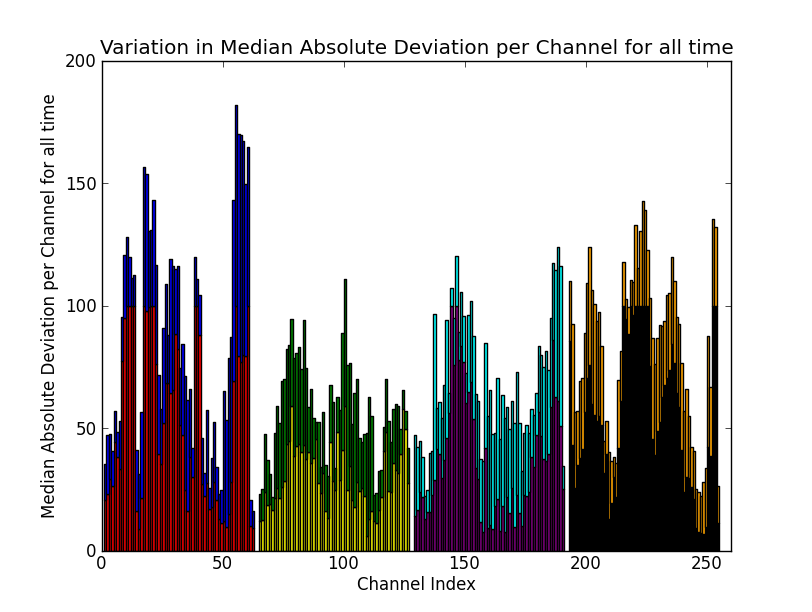 Variation in Median Absolute Deviation per Channel for all time
Median Absolute Deviation per Channel for all time
200
150
100
50
0
0 50 100 150 200 250
Channel Index